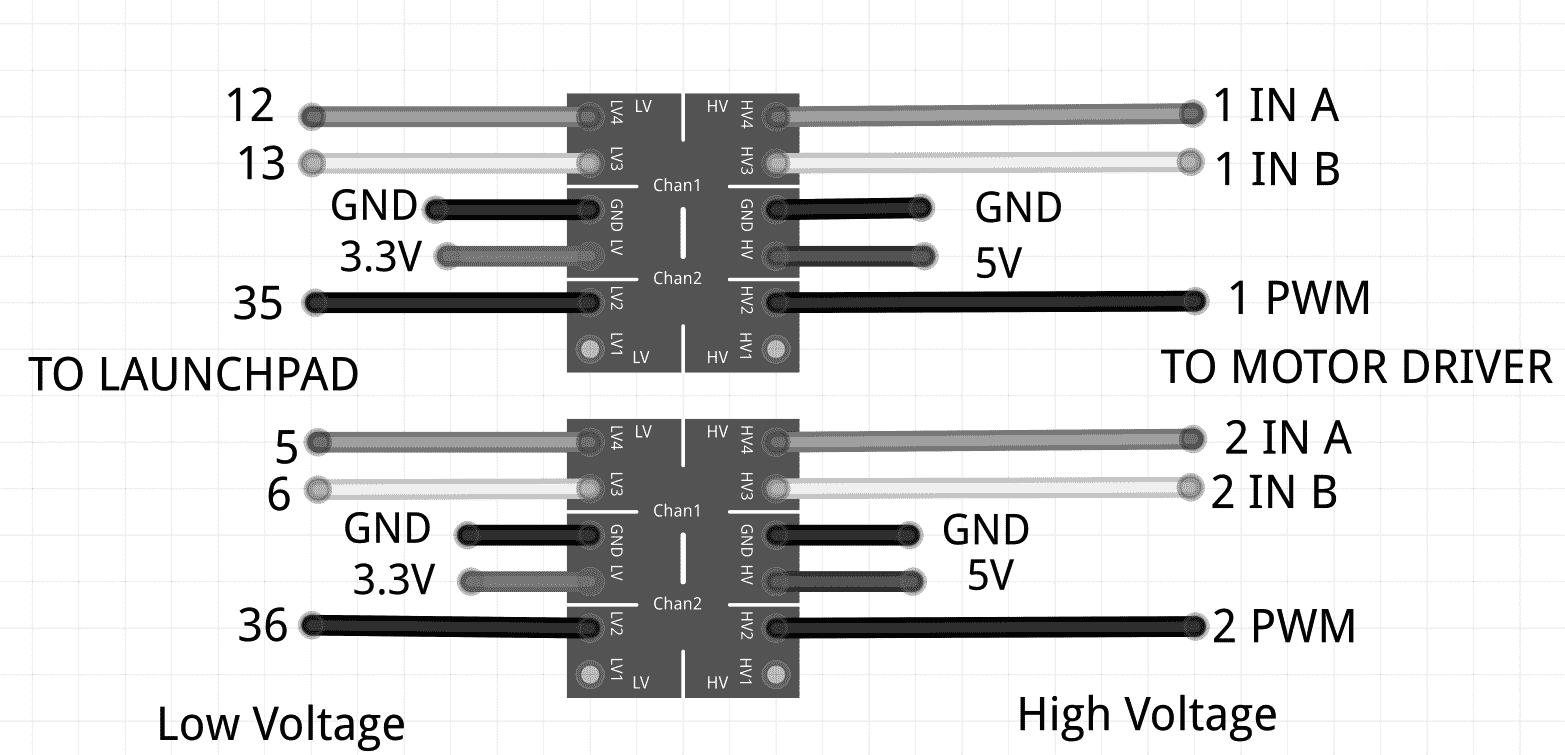 12
LV4
LV
HV
HV4
1 IN A
13
LV3
HV3
1 IN B
Chan1
GND
GND
GND
GND
3.3V
LV
HV
5V
Chan2
35
LV2
HV2
1 PWM
LV1
LV
HV
HV1
TO LAUNCHPAD
TO MOTOR DRIVER
5
LV4
LV
HV
HV4
2 IN A
6
LV3
HV3
2 IN B
Chan1
GND
GND
GND
GND
3.3V
LV
HV
5V
Chan2
36
LV2
HV2
2 PWM
LV1
LV
HV
HV1
Low Voltage
High Voltage